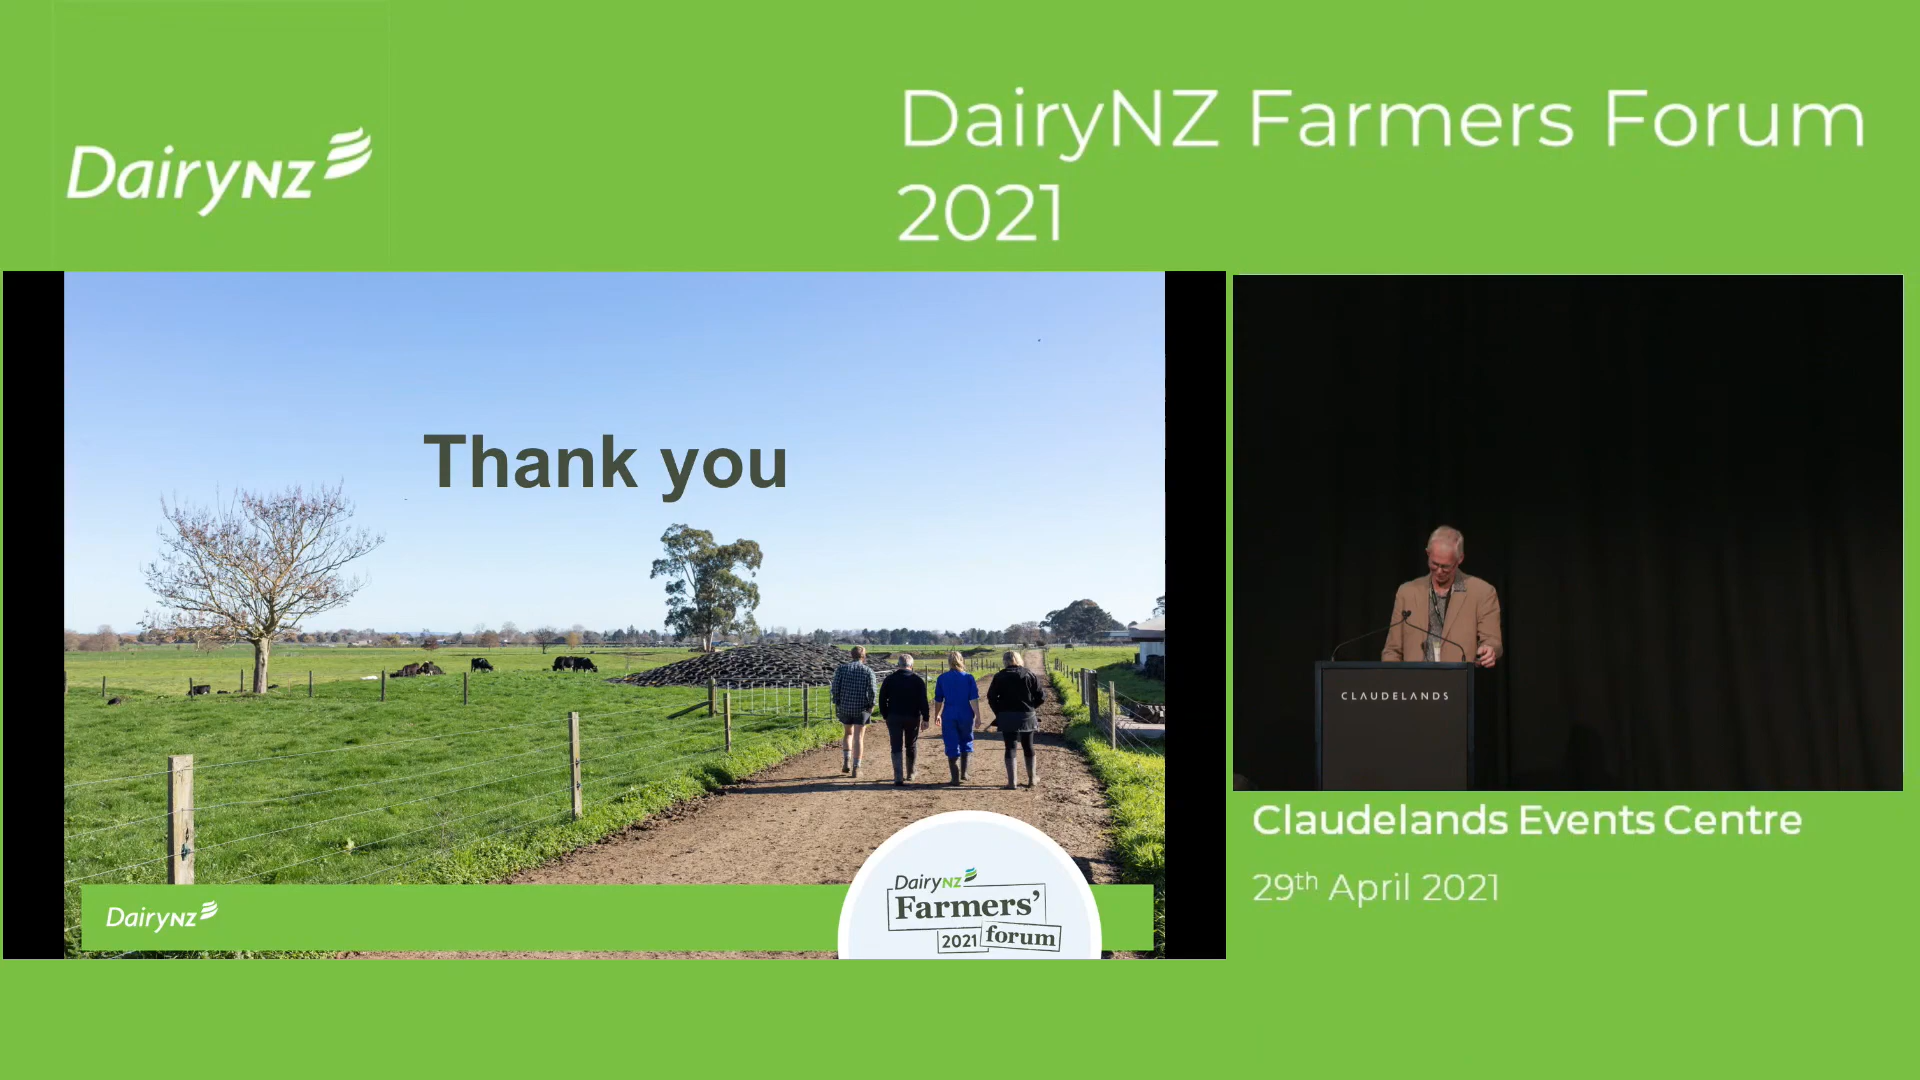 DairyNZ
DairyNZ Farmers Forum
2021
Thank you
CLAUDELANDS
Claudelands Events Centre
29th April 2021
DairyNZ
DairyNZ
Farmers'
2021 forum